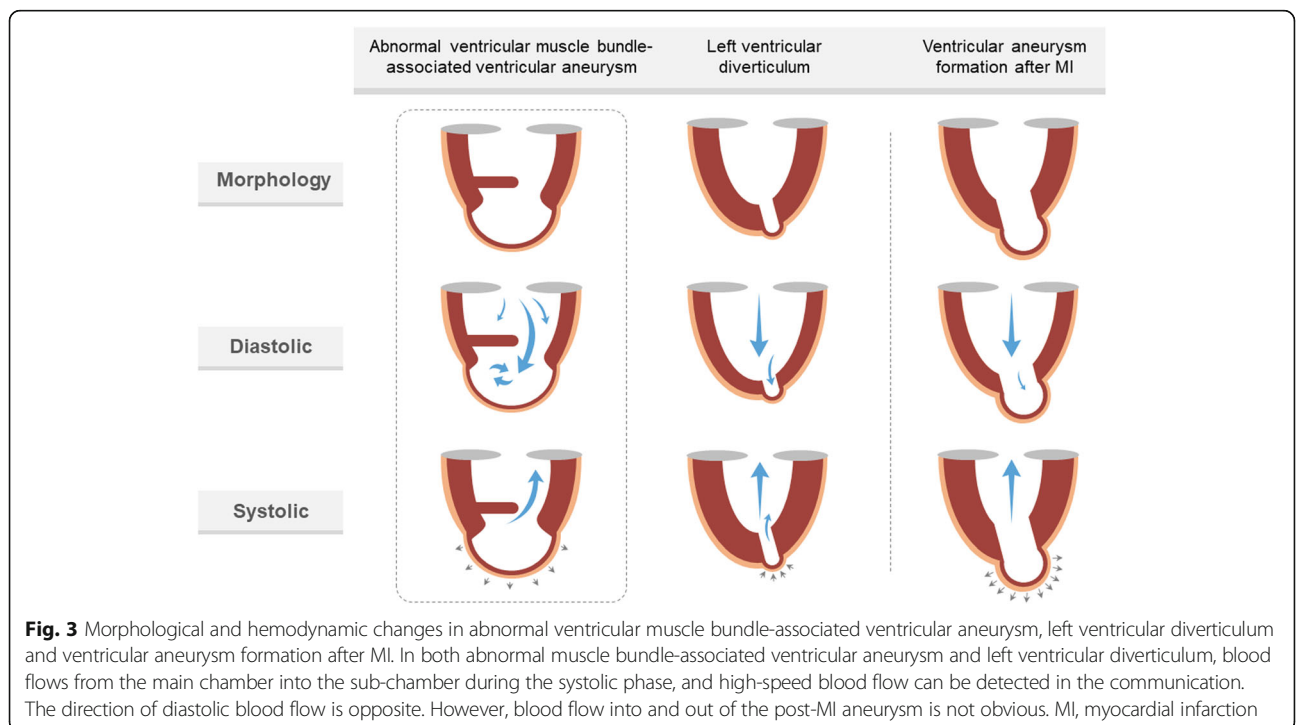 Abnormal ventricular muscle bundle-
associated ventricular aneurysm
Left ventricular
diverticulum
Ventricular aneurysm
formation after MI
Morphology
Diastolic
Systolic
Fig. 3 Morphological and hemodynamic changes in abnormal ventricular muscle bundle-associated ventricular aneurysm, left ventricular diverticulum
and ventricular aneurysm formation after MI. In both abnormal muscle bundle-associated ventricular aneurysm and left ventricular diverticulum, blood
flows from the main chamber into the sub-chamber during the systolic phase, and high-speed blood flow can be detected in the communication.
The direction of diastolic blood flow is opposite. However, blood flow into and out of the post-MI aneurysm is not obvious. MI, myocardial infarction